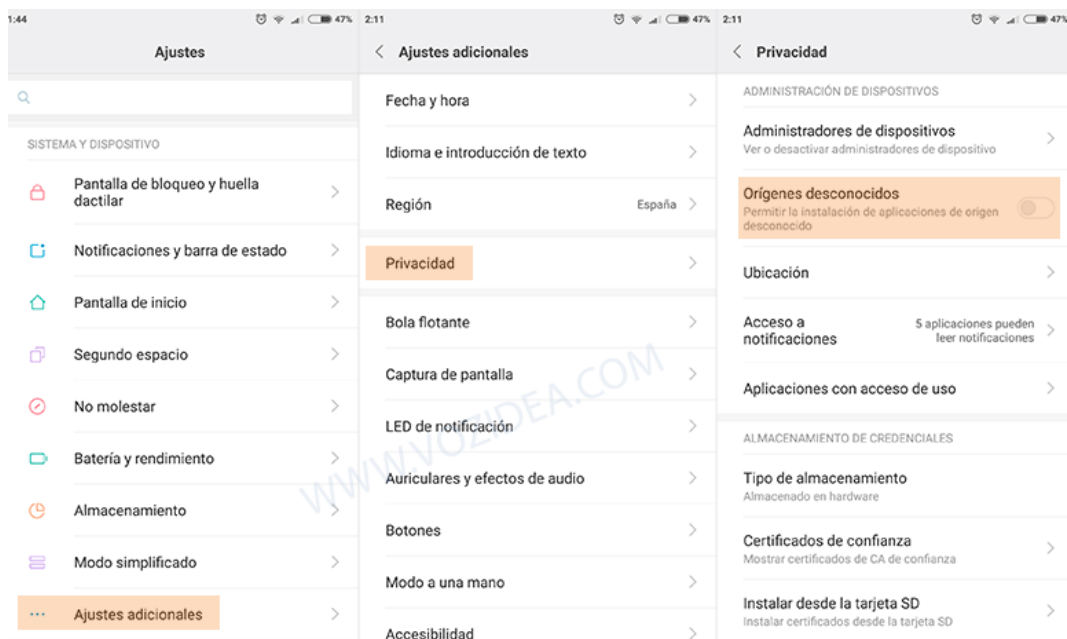 1:44
47%
Ajustes
SISTEMA Y DISPOSITIVO
Pantalla de bloqueo y huella
dactilar
Notificaciones y barra de estado
Pantalla de inicio
Segundo espacio
No molestar
Batería y rendimiento
Almacenamiento
Modo simplificado
Ajustes adicionales
2:11
47%
Ajustes adicionales
Fecha y hora
Idioma e introducción de texto
Región
España
Privacidad
Bola flotante
Captura de pantalla
LED de notificación
Auriculares y efectos de audio
Botones
Modo a una mano
Accesibilidad
2:11
47%
Privacidad
ADMINISTRACIÓN DE DISPOSITIVOS
Administradores de dispositivos
Ver o desactivar administradores de dispositivo
Orígenes desconocidos
Permitir la instalación de aplicaciones de origen
desconocido
Ubicación
Acceso a
notificaciones
5 aplicaciones pueden
leer notificaciones
Aplicaciones con acceso de uso
ALMACENAMIENTO DE CREDENCIALES
Tipo de almacenamiento
Almacenado en hardware
Certificados de confianza
Mostrar certificados de CA de confianza
Instalar desde la tarjeta SD
Instalar certificados desde la tarjeta SD
WWW.VOZIDEA.COM